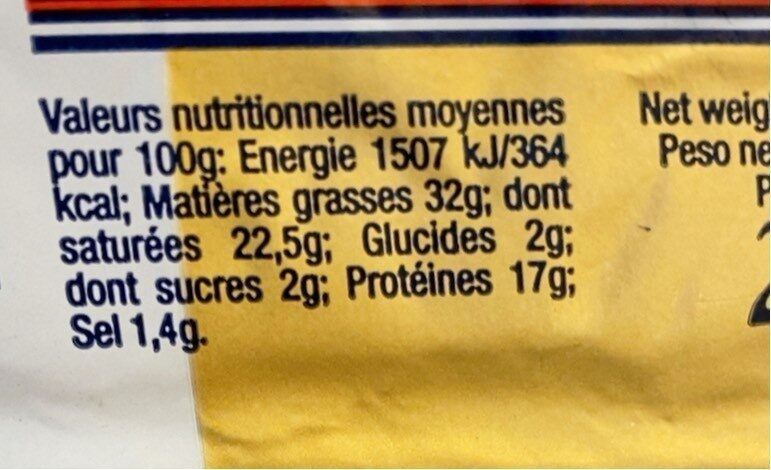 Valeurs nutritionnelles moyennes
pour 100g: Energie 1507 kJ/364
kcal; Matières grasses 32g; dont
saturées 22,5g; Glucides 2g;
dont sucres 2g; Protéines 17g;
Sel 1,4g.
Net weig
Peso ne
P